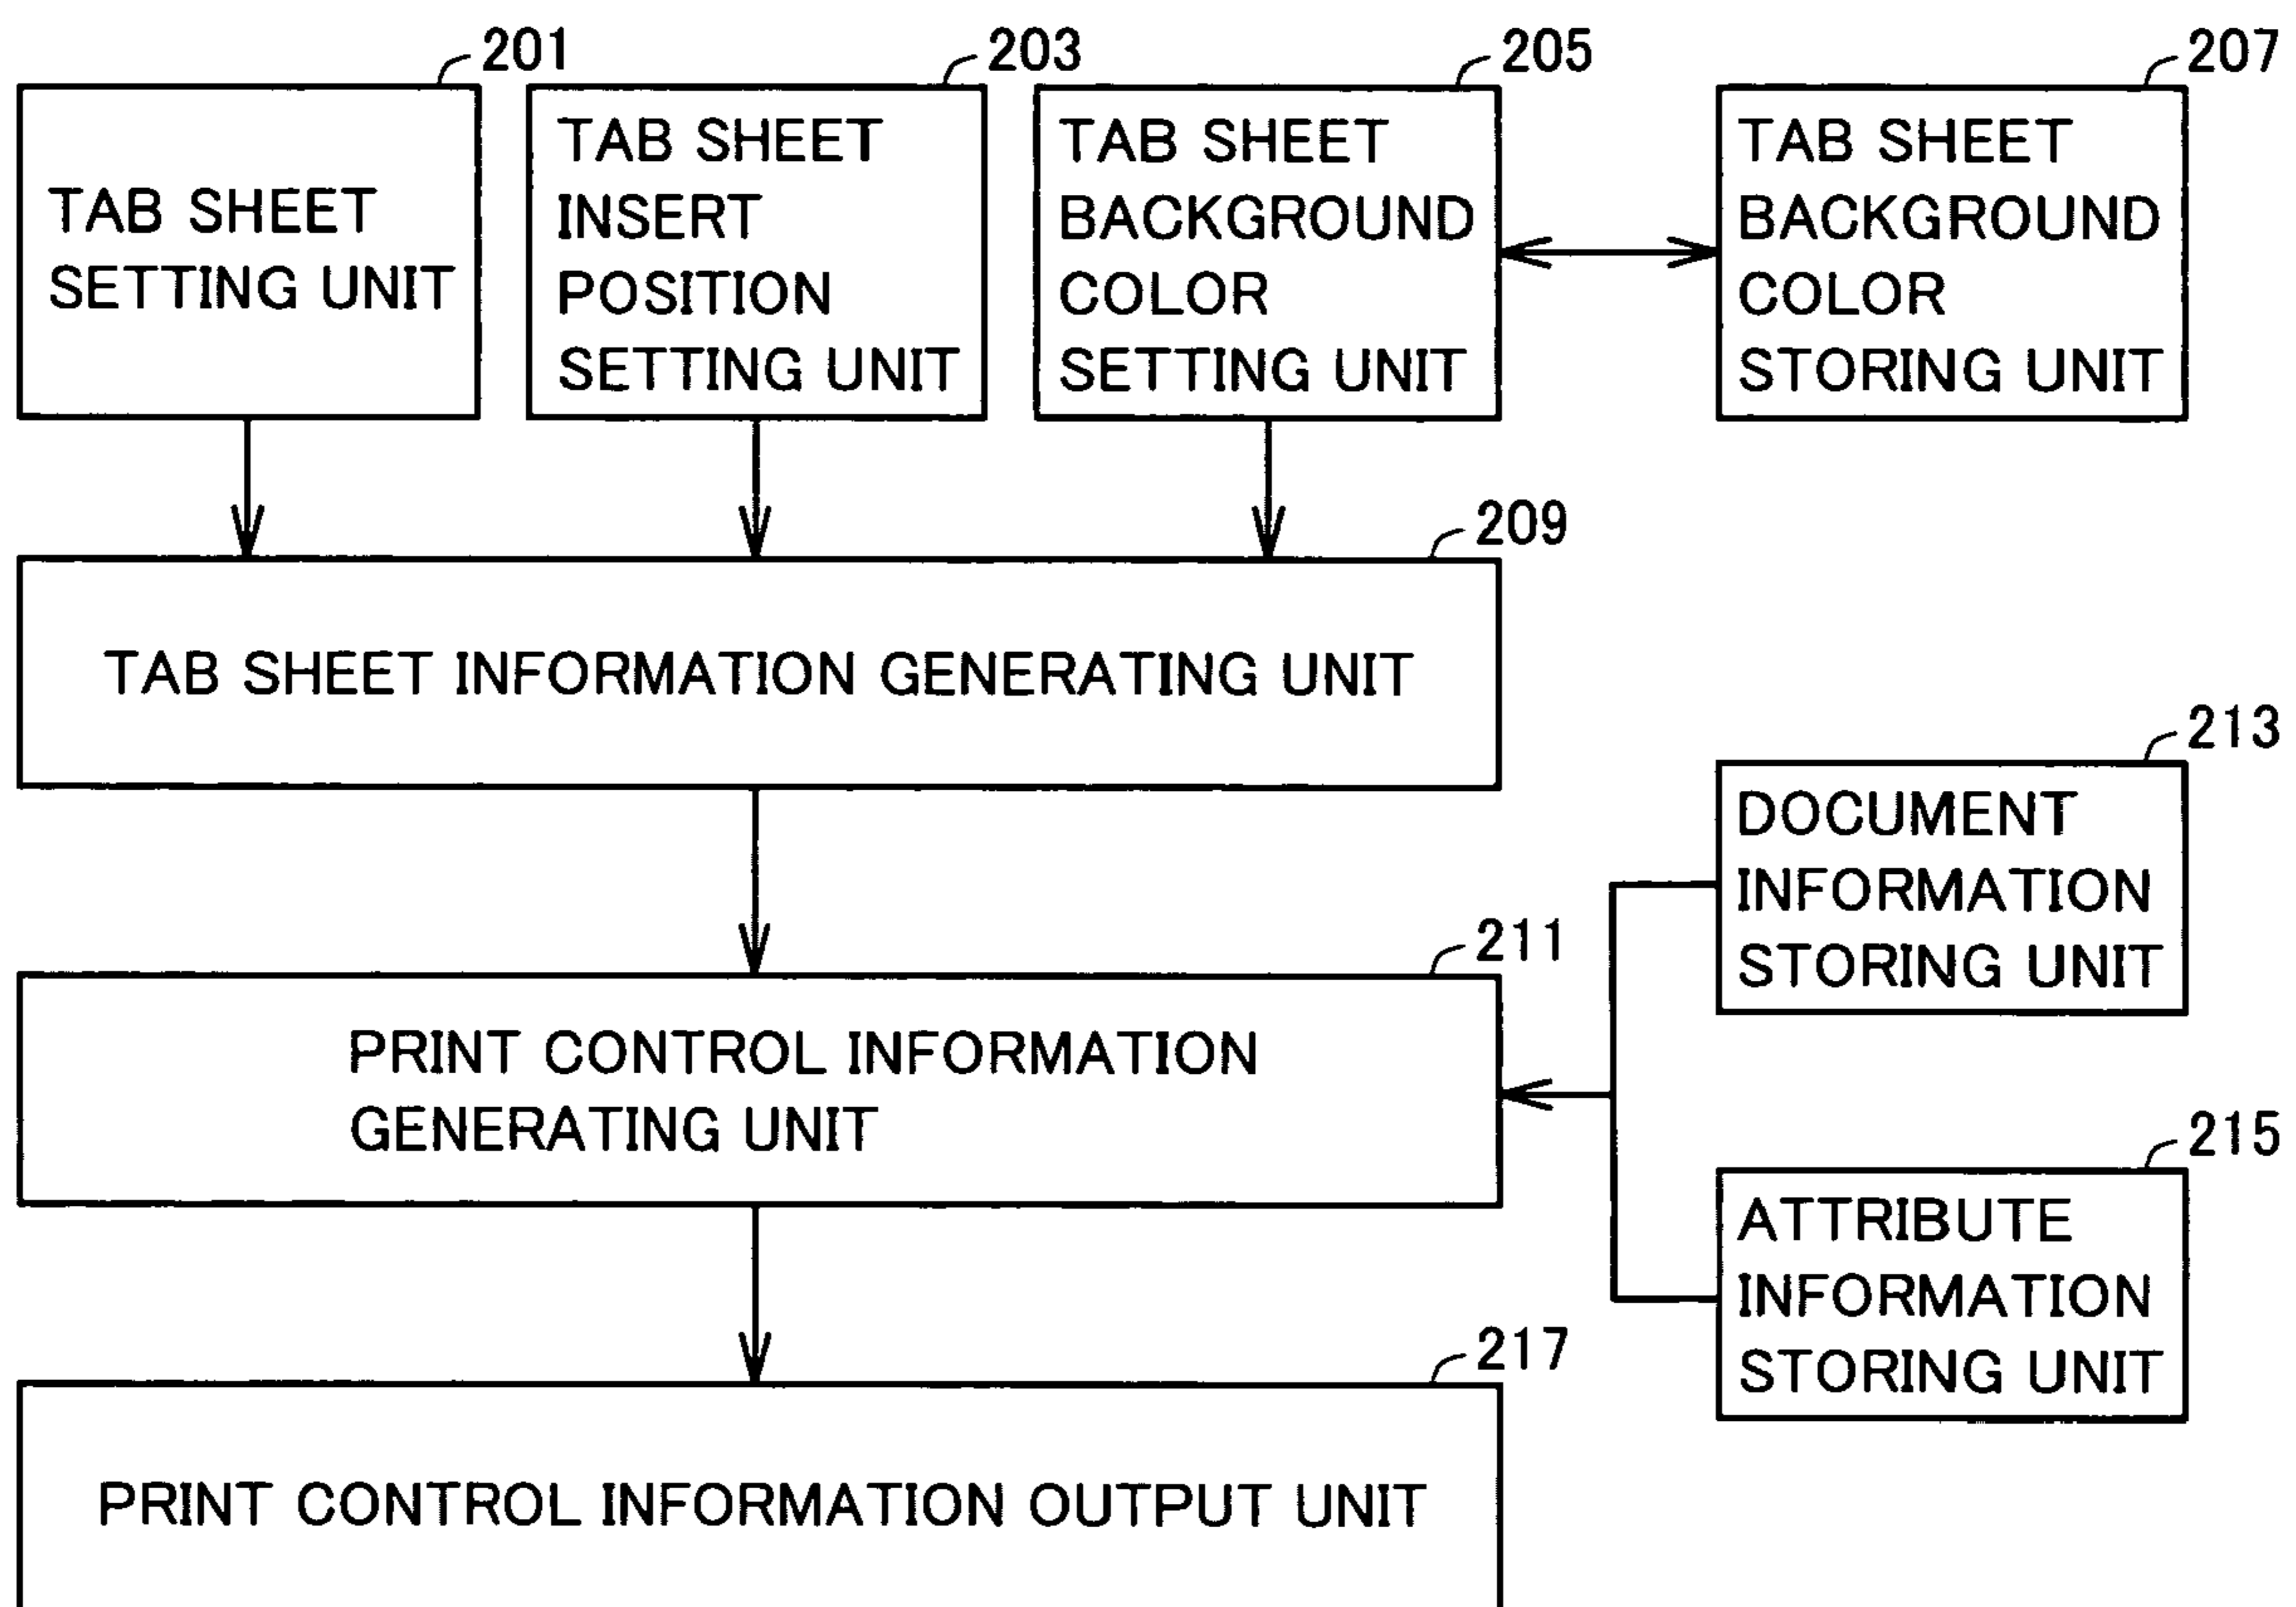 201
TAB SHEET
SETTING UNIT
203
TAB SHEET
INSERT
POSITION
SETTING UNIT
205
TAB SHEET
BACKGROUND
COLOR
SETTING UNIT
207
TAB SHEET
BACKGROUND
COLOR
STORING UNIT
209
TAB SHEET INFORMATION GENERATING UNIT
211
PRINT CONTROL INFORMATION
GENERATING UNIT
213
DOCUMENT
INFORMATION
STORING UNIT
215
ATTRIBUTE
INFORMATION
STORING UNIT
217
PRINT CONTROL INFORMATION OUTPUT UNIT